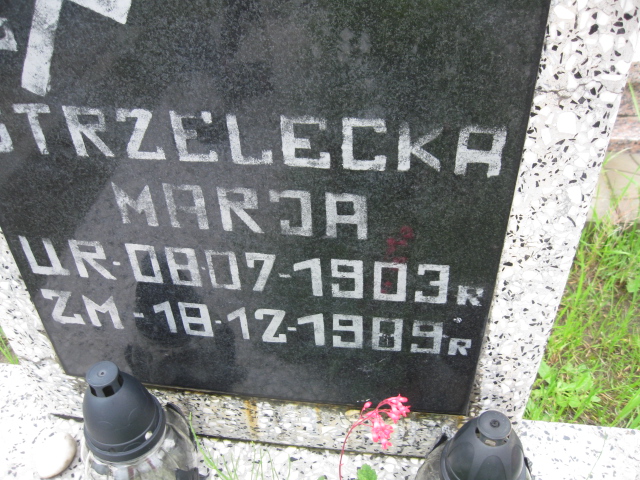 STRZELECKA
MARJA
UR-08.07-1903R
ZM-18.12-1989R